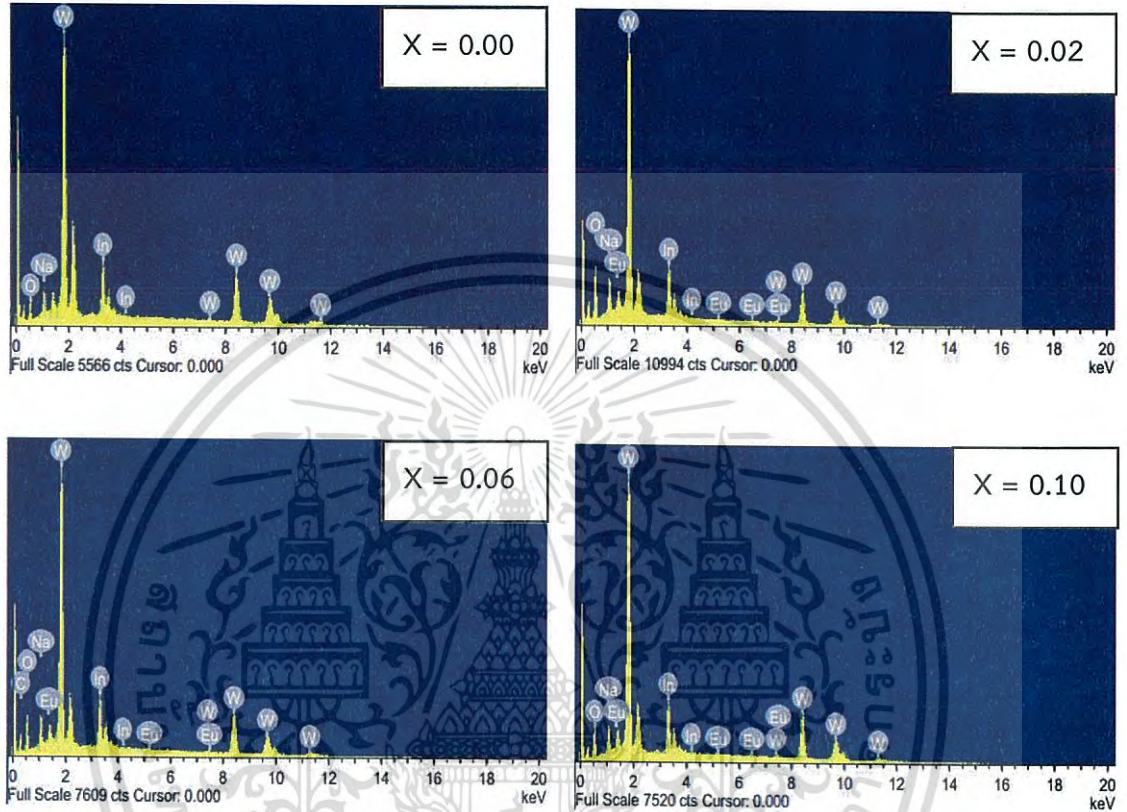 W
X = 0.00
In
Na
O
W
W
In
W
W
0 2 4 6 8 10 12 14 16 18 20
Full Scale 5566 cts Cursor: 0.000 keV
W
X = 0.02
O
Na
Eu
In
W
W
W
In Eu Eu Eu
W
0 2 4 6 8 10 12 14 16 18 20
Full Scale 10994 cts Cursor: 0.000 keV
W
X = 0.06
Na
O
C
In
Eu
W
W
W
In Eu Eu
W
0 2 4 6 8 10 12 14 16 18 20
Full Scale 7609 cts Cursor: 0.000 keV
W
X = 0.10
Na
In
O Eu
W
Eu
W
In Eu Eu W
W
0 2 4 6 8 10 12 14 16 18 20
Full Scale 7520 cts Cursor: 0.000 keV